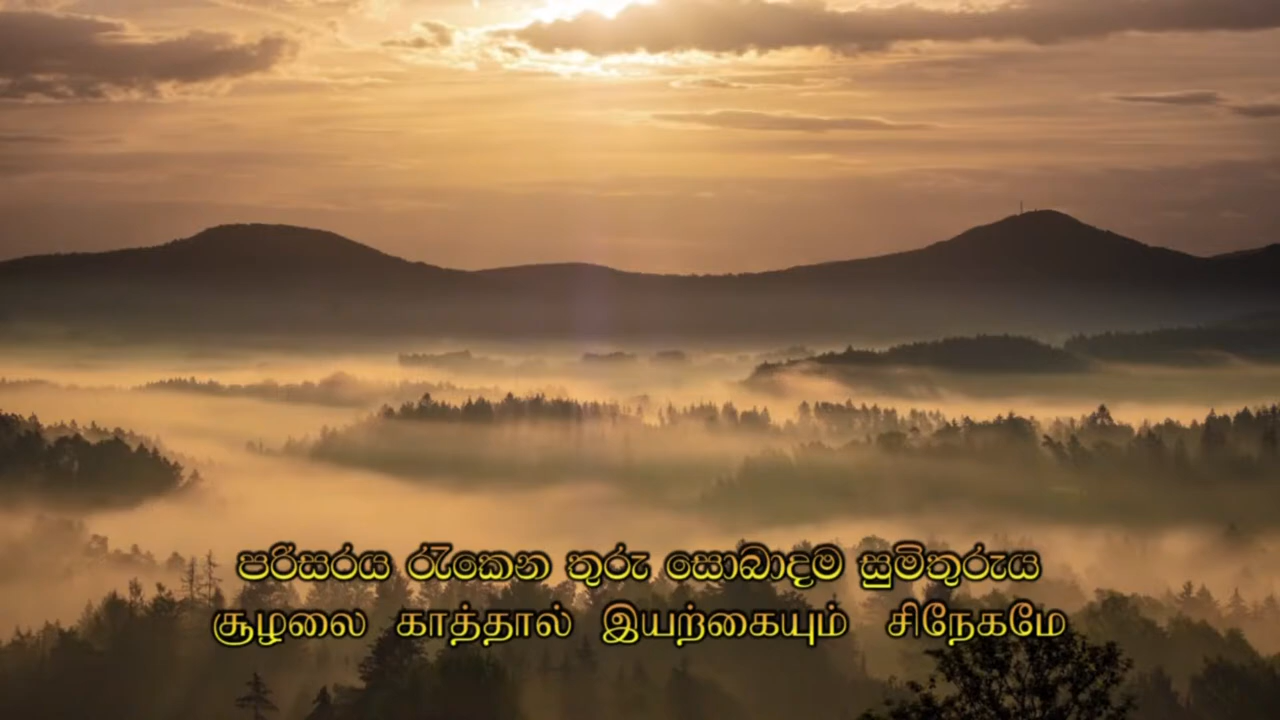 පරිසරය රැකෙන තුරු සොබාදම සුමිතුරුය
சூழலை காத்தால் இயற்கையும் சிநேகமே